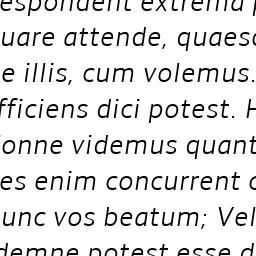 espondent extrema p
uare attende, quaeso
e illis, cum volemus.
fficiens dici potest. H
onne videmus quant
es enim concurrent
unc vos beatum; Vel
demne potest esse d